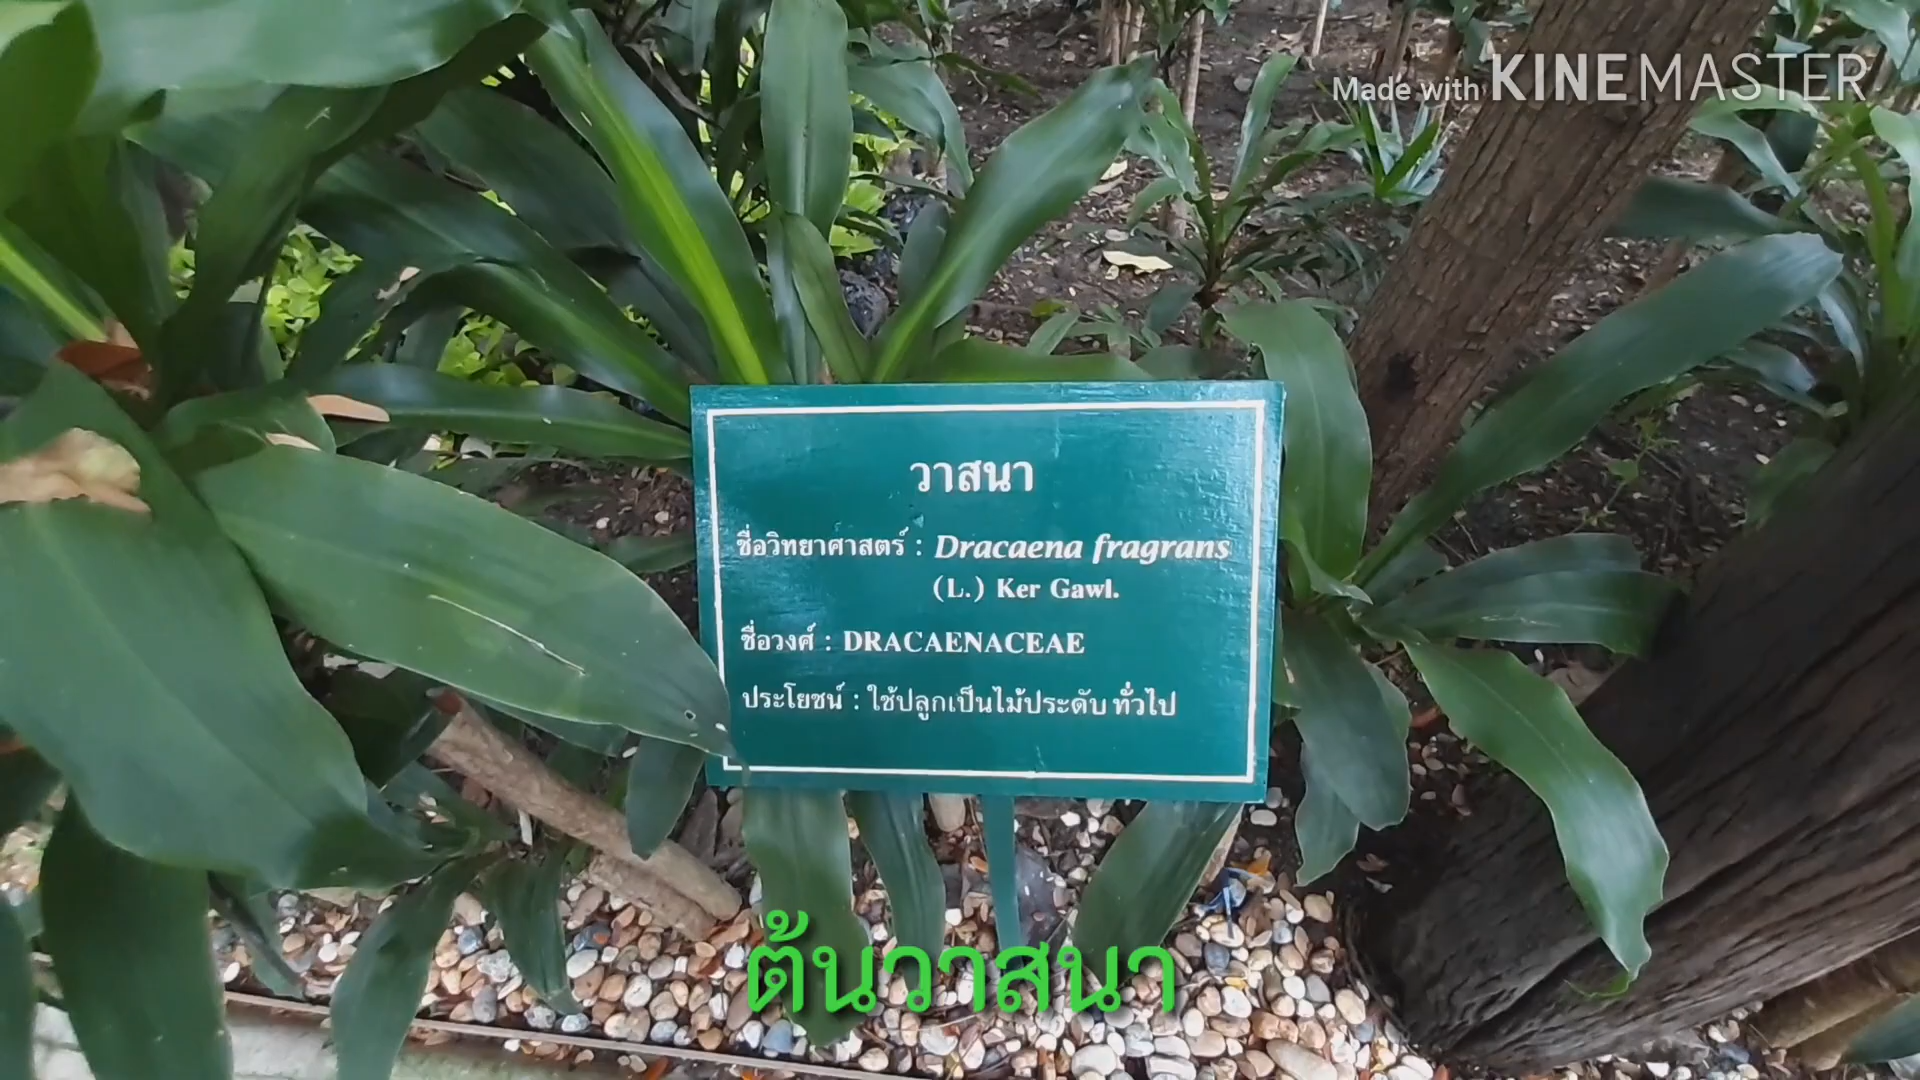 Made with KINEMASTER
วาสนา
ชื่อวิทยาศาสตร์ : Dracaena fragrans
(L.) Ker Gawl.
ชื่อวงศ์ : DRACAENACEAE
ประโยชน์ : ใช้ปลูกเป็นไม้ประดับ ทั่วไป
ต้นวาสนา